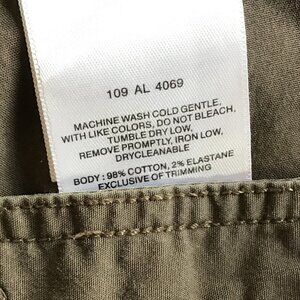 109 AL 4069
MACHINE WASH COLD GENTLE,
WITH LIKE COLORS, DO NOT BLEACH,
TUMBLE DRY LOW,
REMOVE PROMPTLY, IRON LOW,
DRYCLEANABLE
BODY : 98% COTTON, 2% ELASTANE
EXCLUSIVE OF TRIMMING